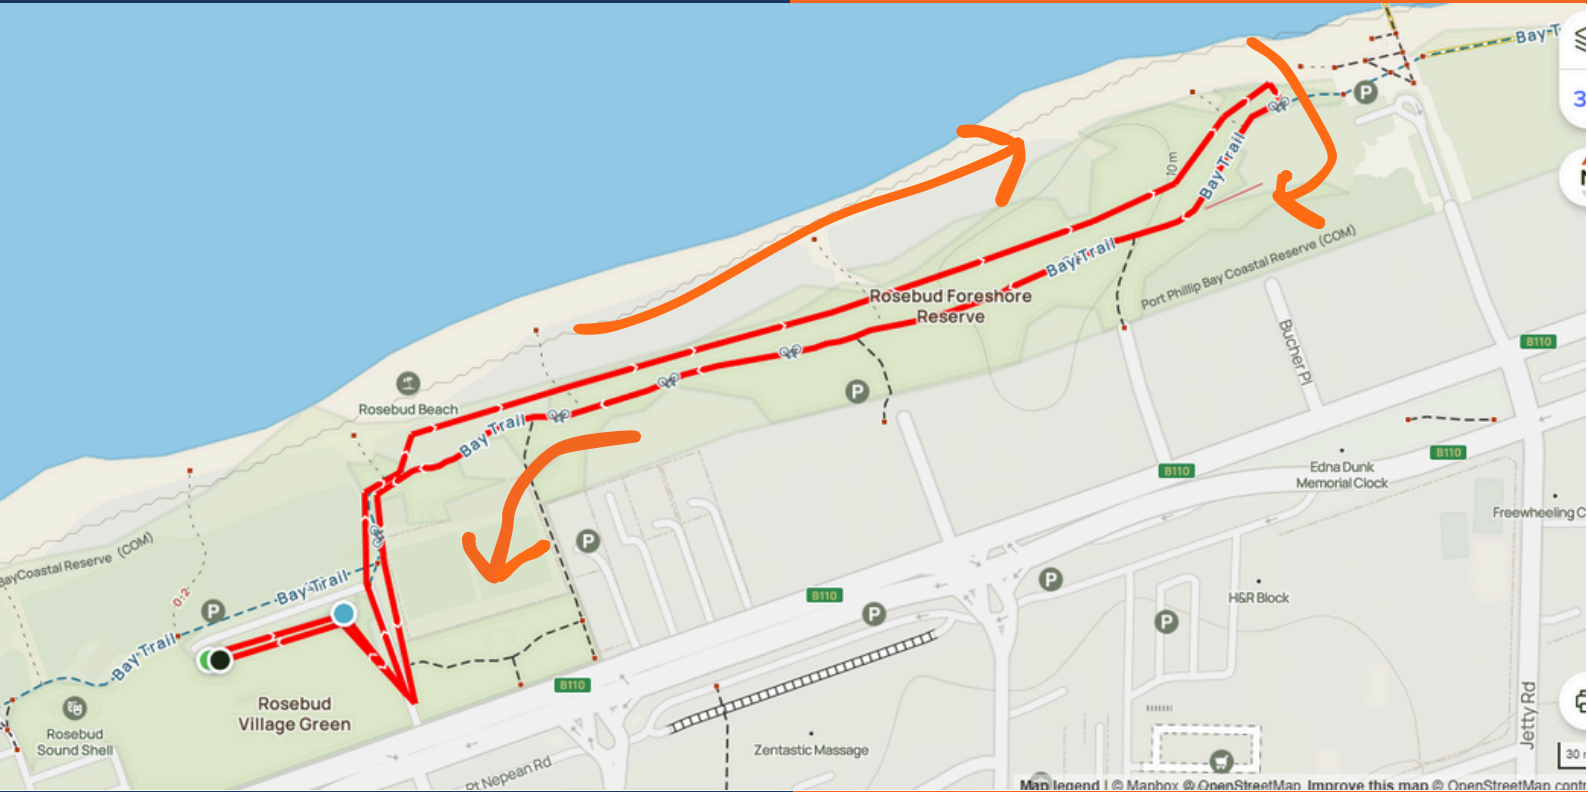 Bay T
3
P
10 m
Bay Trail
Port Phillip Bay Coastal Reserve (COM)
Bay Trail
Rosebud Foreshore
Reserve
Bucher Pl
B110
Rosebud Beach
P
Bay Trail
B110
B110
Edna Dunk
Memorial Clock
Freewheeling C
BayCoastal Reserve (COM)
P
0.2
Bay Trail
P
B110
P
P
H&R Block
P
Bay Trail
B110
Rosebud
Village Green
Rosebud
Sound Shell
Zentastic Massage
Pt Nepean Rd
Jetty Rd
30
Map legend | © Mapbox © OpenStreetMap Improve this map © OpenStreetMap contr